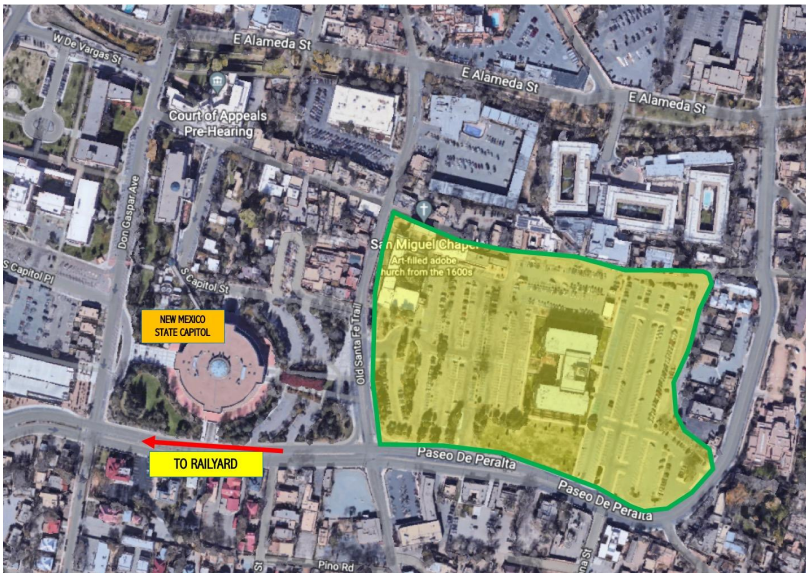 W De Vargas St
E Alameda St
E Alameda St
E Alameda St
Court of Appeals
Pre-Hearing
Don Gaspar Ave
San Miguel Chapel
Art-filled adobe
church from the 1600s
S Capitol Pl
S Capitol St
NEW MEXICO
STATE CAPITOL
Old Santa Fe Trail
TO RAILYARD
Paseo De Peralta
Paseo De Peralta
Pino Rd
St